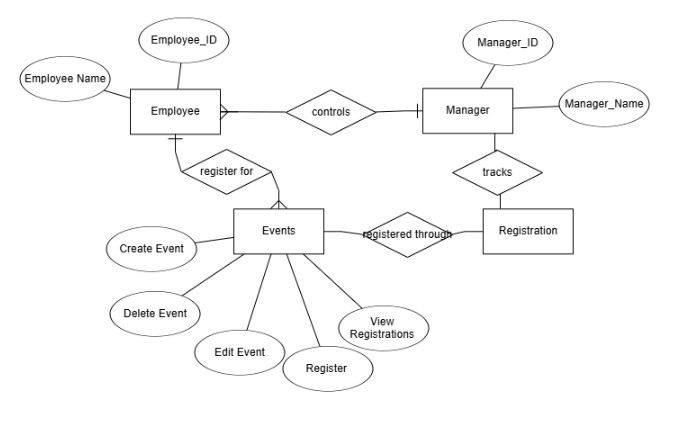 Employee_ID
Manager_ID
Employee Name
Manager_Name
Employee
controls
Manager
register for
tracks
Events
registered through
Registration
Create Event
Delete Event
View
Registrations
Edit Event
Register